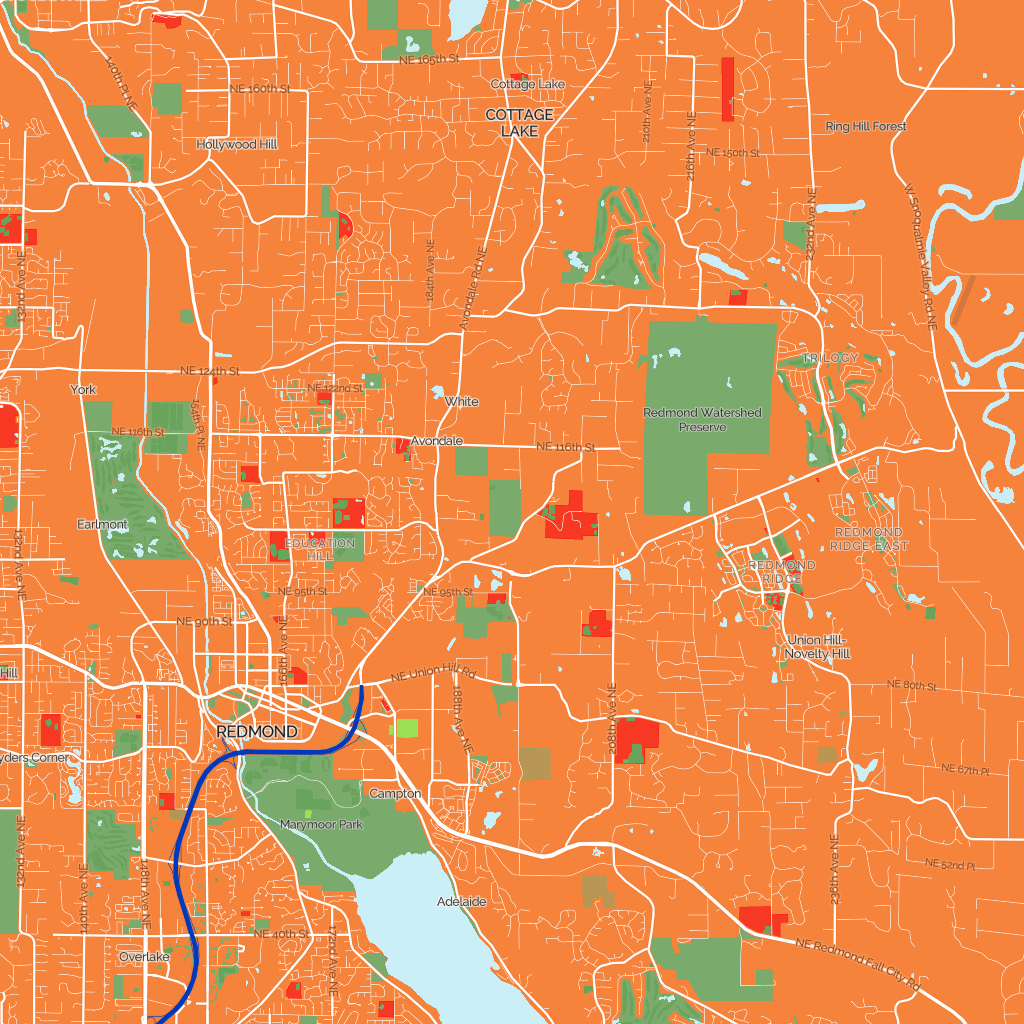 140th Pl NE
NE 165th St
NE 160th St
Cottage Lake
COTTAGE
LAKE
210th Ave NE
216th Ave NE
Ring Hill Forest
Hollywood Hill
NE 150th St
W Snoqualmie Valley Rd NE
232nd Ave NE
132nd Ave NE
184th Ave NE
Avondale Rd NE
NE 124th St
TRILOGY
York
NE 122nd St
White
154th Pl NE
Redmond Watershed
Preserve
NE 116th St
Avondale
NE 116th St
Earlmont
EDUCATION
HILL
REDMOND
RIDGE EAST
132nd Ave NE
REDMOND
RIDGE
NE 95th St
NE 95th St
NE 90th St
166th Ave NE
Union Hill-
Novelty Hill
Hill
NE Union Hill Rd
NE 80th St
188th Ave NE
208th Ave NE
REDMOND
yders Corner
NE 67th Pl
Campton
Marymoor Park
132nd Ave NE
140th Ave NE
148th Ave NE
NE 52nd Pl
236th Ave NE
Adelaide
NE 40th St
172nd Ave NE
Overlake
NE Redmond Fall City Rd